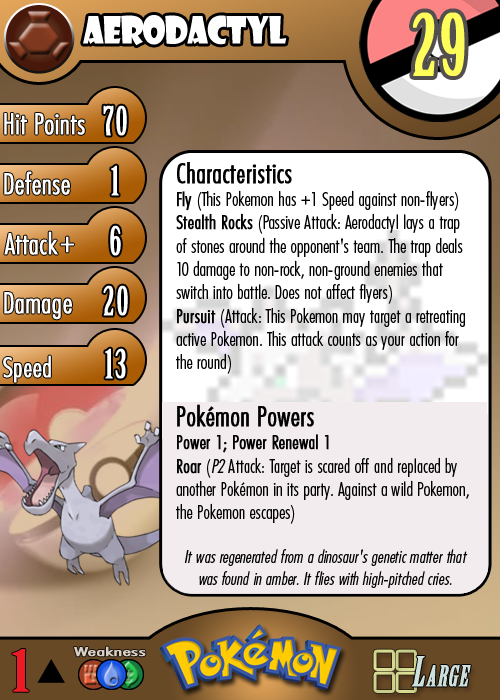 AERODACTYL
29
Hit Points 70
Defense 1
Attack+ 6
Damage 20
Speed 13
Characteristics
Fly (This Pokemon has +1 Speed against non-flyers)
Stealth Rocks (Passive Attack: Aerodactyl lays a trap
of stones around the opponent's team. The trap deals
10 damage to non-rock, non-ground enemies that
switch into battle. Does not affect flyers)
Pursuit (Attack: This Pokemon may target a retreating
active Pokemon. This attack counts as your action for
the round)
Pokémon Powers
Power 1; Power Renewal 1
Roar (P2 Attack: Target is scared off and replaced by
another Pokémon in its party. Against a wild Pokemon,
the Pokemon escapes)
It was regenerated from a dinosaur's genetic matter that
was found in amber. It flies with high-pitched cries.
1
Weakness
POKéMON
LARGE